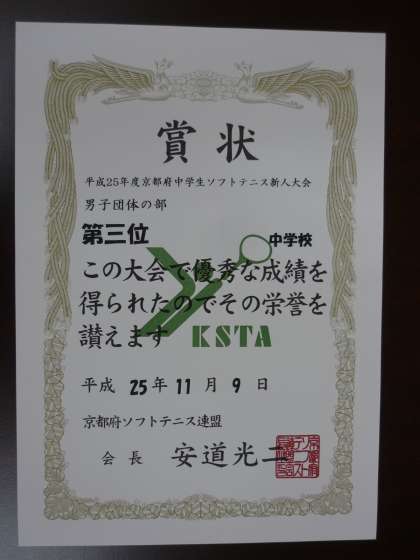 賞状
平成25年度京都府中学生ソフトテニス新人大会
男子団体の部
第三位 中学校
この大会で優秀な成績を
得られたのでその栄誉を
讃えます KSTA
平成 25年11月9日
京都府ソフトテニス連盟
会長 安道光二